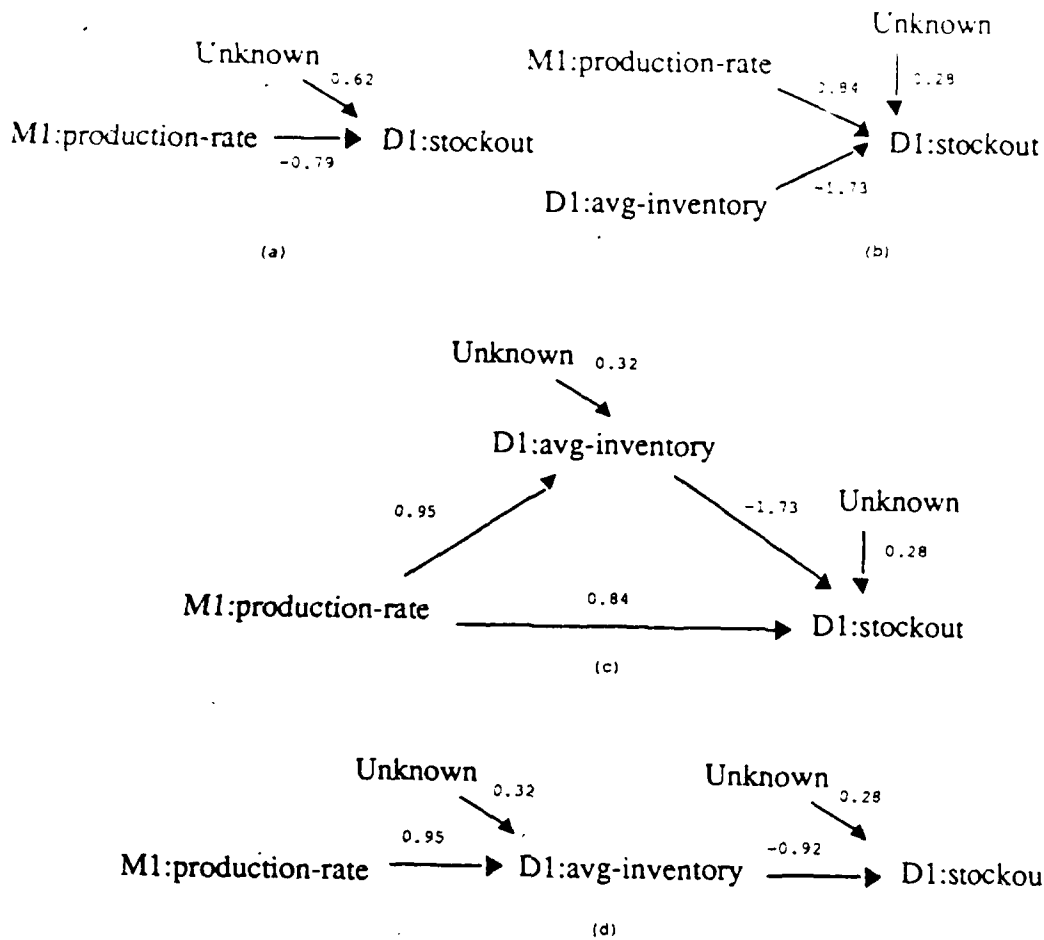 Unknown
0.62
M1:production-rate
-0.79
D1:stockout
(a)
Unknown
M1:production-rate
0.84
0.28
D1:stockout
D1:avg-inventory
-1.73
(b)
Unknown
0.32
D1:avg-inventory
0.95
-1.73
Unknown
0.28
M1:production-rate
0.84
D1:stockout
(c)
Unknown
0.32
Unknown
0.28
M1:production-rate
0.95
D1:avg-inventory
-0.92
D1:stockou
(d)